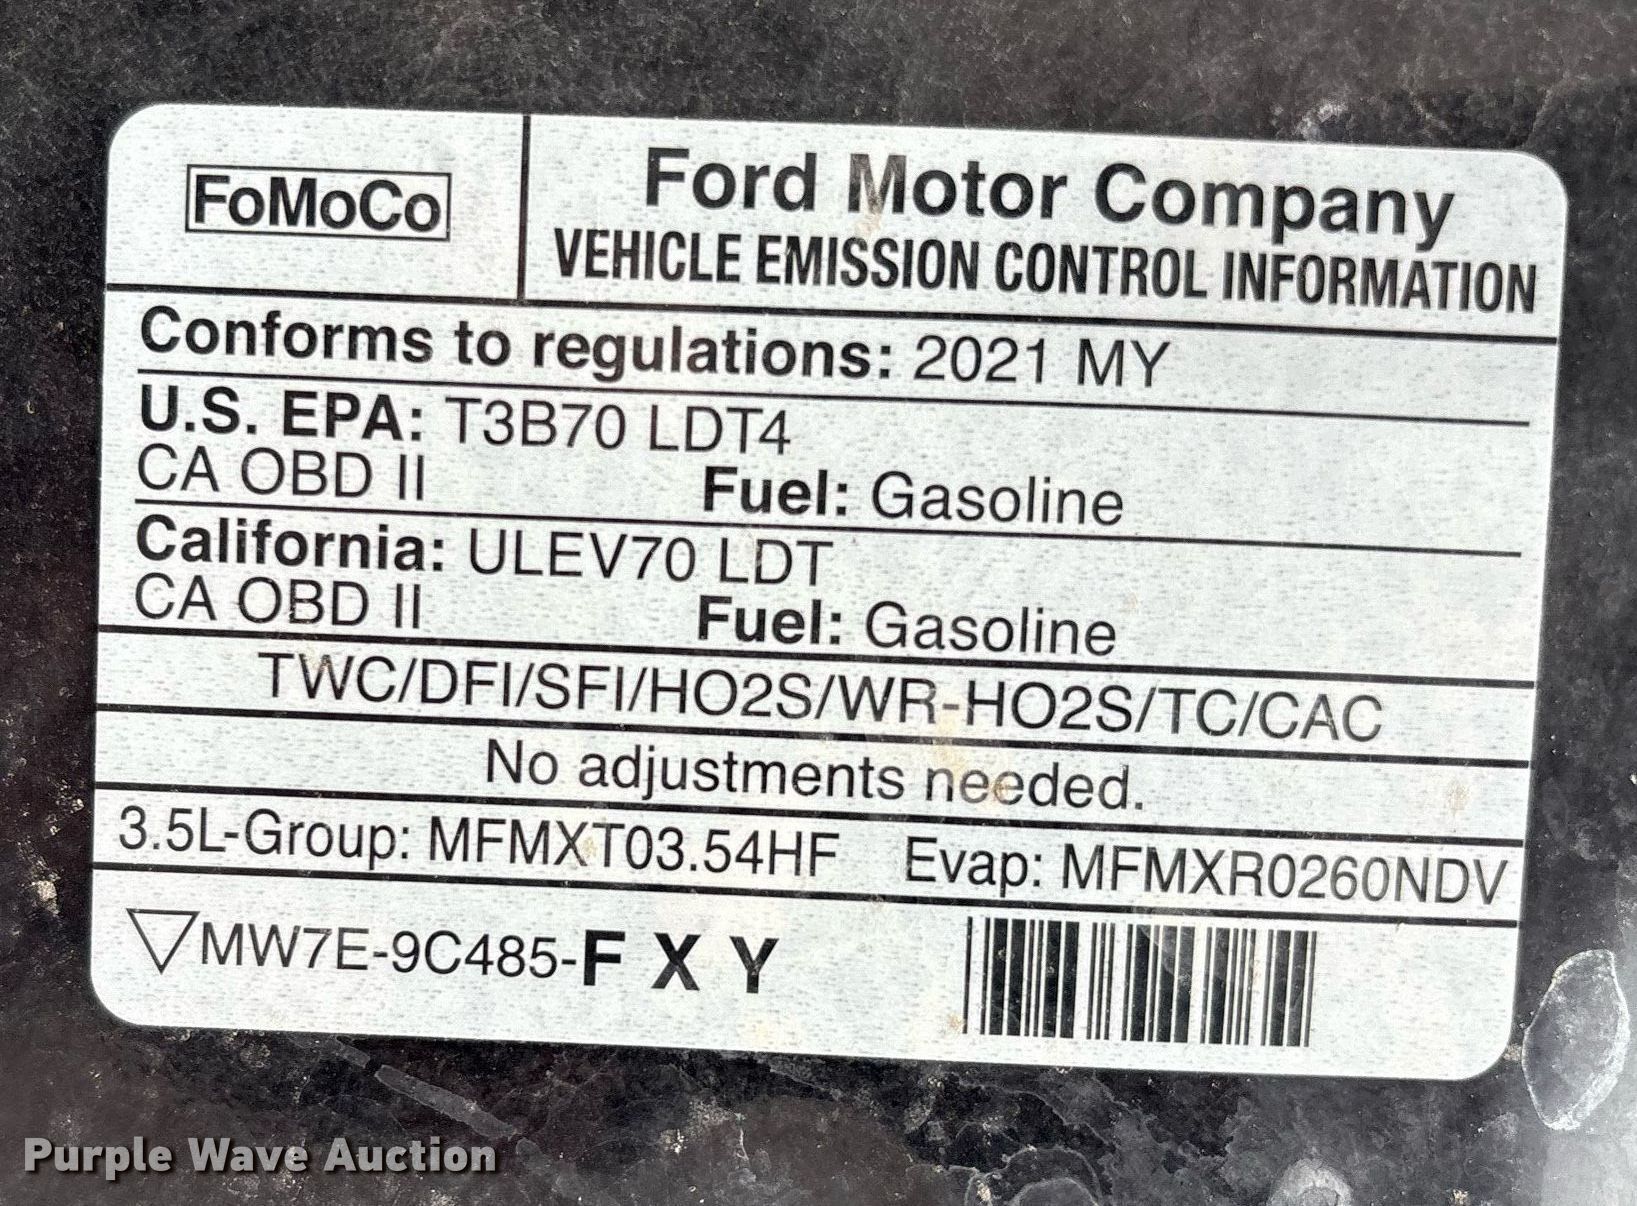 FoMoCo
Ford Motor Company
VEHICLE EMISSION CONTROL INFORMATION
Conforms to regulations: 2021 MY
U.S. EPA: T3B70 LDT4
CA OBD II Fuel: Gasoline
California: ULEV70 LDT
CA OBD II Fuel: Gasoline
TWC/DFI/SFI/HO2S/WR-HO2S/TC/CAC
No adjustments needed.
3.5L-Group: MFMXT03.54HF Evap: MFMXR0260NDV
MW7E-9C485-F X Y
Purple Wave Auction